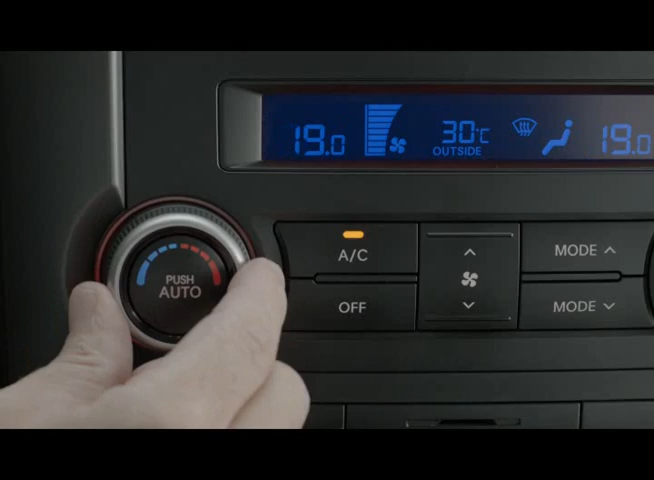 19.0 30°C 19.0
OUTSIDE
PUSH
AUTO
A/C
OFF
MODE
MODE